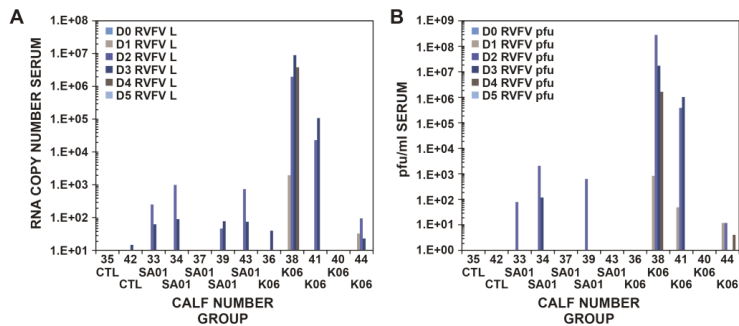 A
RNA COPY NUMBER SERUM
1.E+08
1.E+07
1.E+06
1.E+05
1.E+04
1.E+03
1.E+02
1.E+01
D0 RVFV L
D1 RVFV L
D2 RVFV L
D3 RVFV L
D4 RVFV L
D5 RVFV L
35 42 33 34 37 39 43 36 38 41 40 44
CTL SA01 SA01 SA01 K06 K06
CTL SA01 SA01 K06 K06 K06
CALF NUMBER
GROUP
B
pfu/ml SERUM
1.E+09
1.E+08
1.E+07
1.E+06
1.E+05
1.E+04
1.E+03
1.E+02
1.E+01
1.E+00
D0 RVFV pfu
D1 RVFV pfu
D2 RVFV pfu
D3 RVFV pfu
D4 RVFV pfu
D5 RVFV pfu
35 42 33 34 37 39 43 36 38 41 40 44
CTL SA01 SA01 SA01 K06 K06
CTL SA01 SA01 K06 K06 K06
CALF NUMBER
GROUP